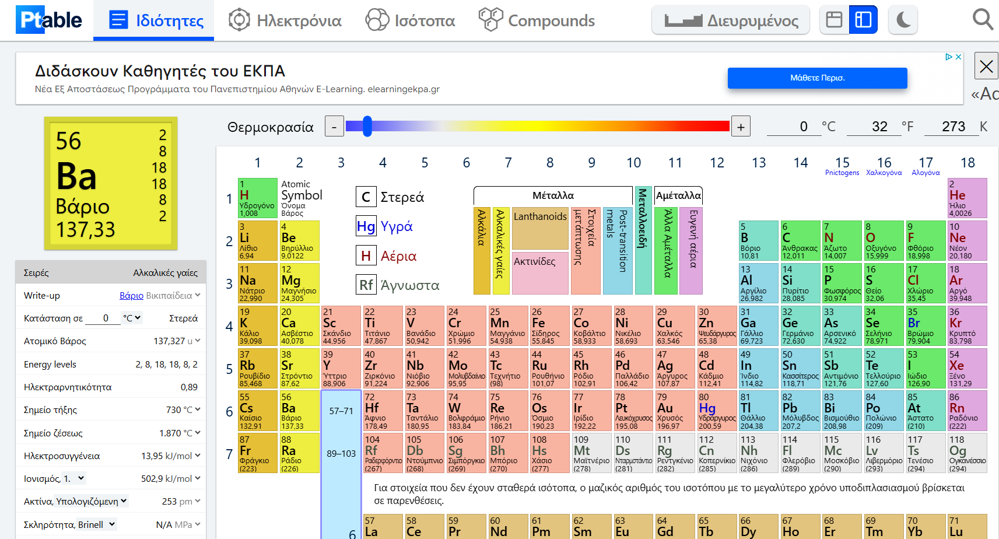 Ptable
Ιδιότητες
Ηλεκτρόνια
Ισότοπα
Compounds
Διευρυμένος
Διδάσκουν Καθηγητές του ΕΚΠΑ
Νέα Εξ Αποστάσεως Προγράμματα του Πανεπιστημίου Αθηνών E-Learning. elearningekpa.gr
Μάθετε Περισ.
«Ad
56
Ba
Βάριο
137,33
2
8
18
18
8
2
Θερμοκρασία - + 0 °C 32 °F 273 K
Σειρές Αλκαλικές γαίες
Write-up Βάριο Βικιπαίδεια
Κατάσταση σε 0 °C Στερεά
Ατομικό Βάρος 137,327 u
Energy levels 2, 8, 18, 18, 8, 2
Ηλεκτραρνητικότητα 0,89
Σημείο τήξης 730 °C
Σημείο ζέσεως 1.870 °C
Ηλεκτροσυγγένεια 13,95 kJ/mol
Ιονισμός, 1. 502,9 kJ/mol
Ακτίνα, Υπολογιζόμενη 253 pm
Σκληρότητα, Brinell N/A MPa
1 2 3 4 5 6 7 8 9 10 11 12 13 14 15 16 17 18
Pnictogens Χαλκογόνα Αλογόνα
Atomic
Symbol
Όνομα
Βάρος
C Στερεά
Hg Υγρά
H Αέρια
Rf Άγνωστα
Μέταλλα
Μεταλλοειδή
Αμέταλλα
Αλκάλια
Αλκαλικές γαίες
Lanthanoids
Ακτινίδες
Στοιχεία μετάπτωσης
Post-transition metals
Άλλα Αμέταλλα
Ευγενή αέρια
1
1 2
H He
Υδρογόνο Ήλιο
1,008 4,0026
2
3 4 5 6 7 8 9 10
Li Be B C N O F Ne
Λίθιο Βηρύλλιο Βόριο Άνθρακας Άζωτο Οξυγόνο Φθόριο Νέον
6,94 9,0122 10,81 12,011 14,007 15,999 18,998 20,180
3
11 12 13 14 15 16 17 18
Na Mg Al Si P S Cl Ar
Νάτριο Μαγνήσιο Αργίλιο Πυρίτιο Φωσφόρος Θείο Χλώριο Αργό
22,990 24,305 26,982 28,085 30,974 32,06 35,45 39,948
4
19 20 21 22 23 24 25 26 27 28 29 30 31 32 33 34 35 36
K Ca Sc Ti V Cr Mn Fe Co Ni Cu Zn Ga Ge As Se Br Kr
Κάλιο Ασβέστιο Σκάνδιο Τιτάνιο Βανάδιο Χρώμιο Μαγγάνιο Σίδηρος Κοβάλτιο Νικέλιο Χαλκός Ψευδάργυρος Γάλλιο Γερμάνιο Αρσενικό Σελήνιο Βρώμιο Κρυπτό
39,098 40,078 44,956 47,867 50,942 51,996 54,938 55,845 58,933 58,693 63,546 65,38 69,723 72,630 74,922 78,971 79,904 83,798
5
37 38 39 40 41 42 43 44 45 46 47 48 49 50 51 52 53 54
Rb Sr Y Zr Nb Mo Tc Ru Rh Pd Ag Cd In Sn Sb Te I Xe
Ρουβίδιο Στρόντιο Ύττριο Ζιρκόνιο Νιόβιο Μολυβδαίνιο Τεχνήτιο Ρουθήνιο Ρόδιο Παλλάδιο Άργυρος Κάδμιο Ίνδιο Κασσίτερος Αντιμόνιο Τελλούριο Ιώδιο Ξένο
85,468 87,62 88,906 91,224 92,906 95,95 (98) 101,07 102,91 106,42 107,87 112,41 114,82 118,71 121,76 127,60 126,90 131,29
6
55 56 57–71 72 73 74 75 76 77 78 79 80 81 82 83 84 85 86
Cs Ba Hf Ta W Re Os Ir Pt Au Hg Tl Pb Bi Po At Rn
Καίσιο Βάριο Άφνιο Ταντάλιο Βολφράμιο Ρήνιο Όσμιο Ιρίδιο Λευκόχρυσος Χρυσός Υδράργυρος Θάλλιο Μόλυβδος Βισμούθιο Πολώνιο Άστατο Ραδόνιο
132,91 137,33 178,49 180,95 183,84 186,21 190,23 192,22 195,08 196,97 200,59 204,38 207,2 208,98 (209) (210) (222)
7
87 88 89–103 104 105 106 107 108 109 110 111 112 113 114 115 116 117 118
Fr Ra Rf Db Sg Bh Hs Mt Ds Rg Cn Nh Fl Mc Lv Ts Og
Φράγκιο Ράδιο Ραδερφόρντιο Ντούμπνιο Σιμπόργκιο Μπόριο Χάσιο Μαϊτνέριο Νταρμστάντιο Ρεντγκένιο Κοπερνίκιο Νιχόνιο Φλερόβιο Μοσκόβιο Λιβερμόριο Τενέσιο Ογκανέσσιο
(223) (226) (267) (268) (269) (270) (277) (278) (281) (282) (285) (286) (289) (290) (293) (294) (294)
Για στοιχεία που δεν έχουν σταθερά ισότοπα, ο μαζικός αριθμός του ισοτόπου με το μεγαλύτερο χρόνο υποδιπλασιασμού βρίσκεται
σε παρενθέσεις.
57 58 59 60 61 62 63 64 65 66 67 68 69 70 71
6 La Ce Pr Nd Pm Sm Eu Gd Tb Dy Ho Er Tm Yb Lu